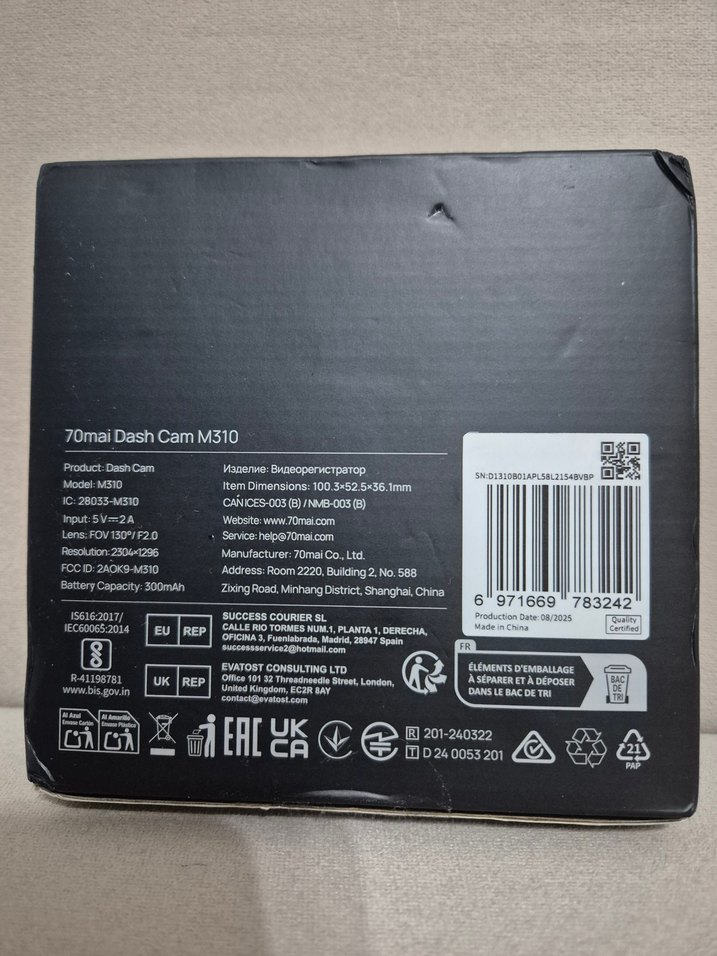 70mai Dash Cam M310
Product: Dash Cam
Model: M310
IC: 28033-M310
Input: 5V⎓2A
Lens: FOV 130°/ F2.0
Resolution: 2304×1296
FCC ID: 2AOK9-M310
Battery Capacity: 300mAh
Изделие: Видеорегистратор
Item Dimensions: 100.3×52.5×36.1mm
CAN ICES-003 (B) / NMB-003 (B)
Website: www.70mai.com
Service: help@70mai.com
Manufacturer: 70mai Co., Ltd.
Address: Room 2220, Building 2, No. 588
Zixing Road, Minhang District, Shanghai, China
SN:D1310B01APL58L2154BVBP
6 971669 783242
Production Date: 08/2025
Made in China
Quality
Certified
IS616:2017/
IEC60065:2014
R-41198781
www.bis.gov.in
EU REP
SUCCESS COURIER SL
CALLE RIO TORMES NUM.1, PLANTA 1, DERECHA,
OFICINA 3, Fuenlabrada, Madrid, 28947 Spain
successservice2@hotmail.com
UK REP
EVATOST CONSULTING LTD
Office 101 32 Threadneedle Street, London,
United Kingdom, EC2R 8AY
contact@evatost.com
FR
ÉLÉMENTS D'EMBALLAGE
À SÉPARER ET À DÉPOSER
DANS LE BAC DE TRI
BAC
DE
TRI
Al Azul
Envase Cartón
Al Amarillo
Envase Plástico
EAC
UK
CA
R 201-240322
T D 24 0053 201
21
PAP